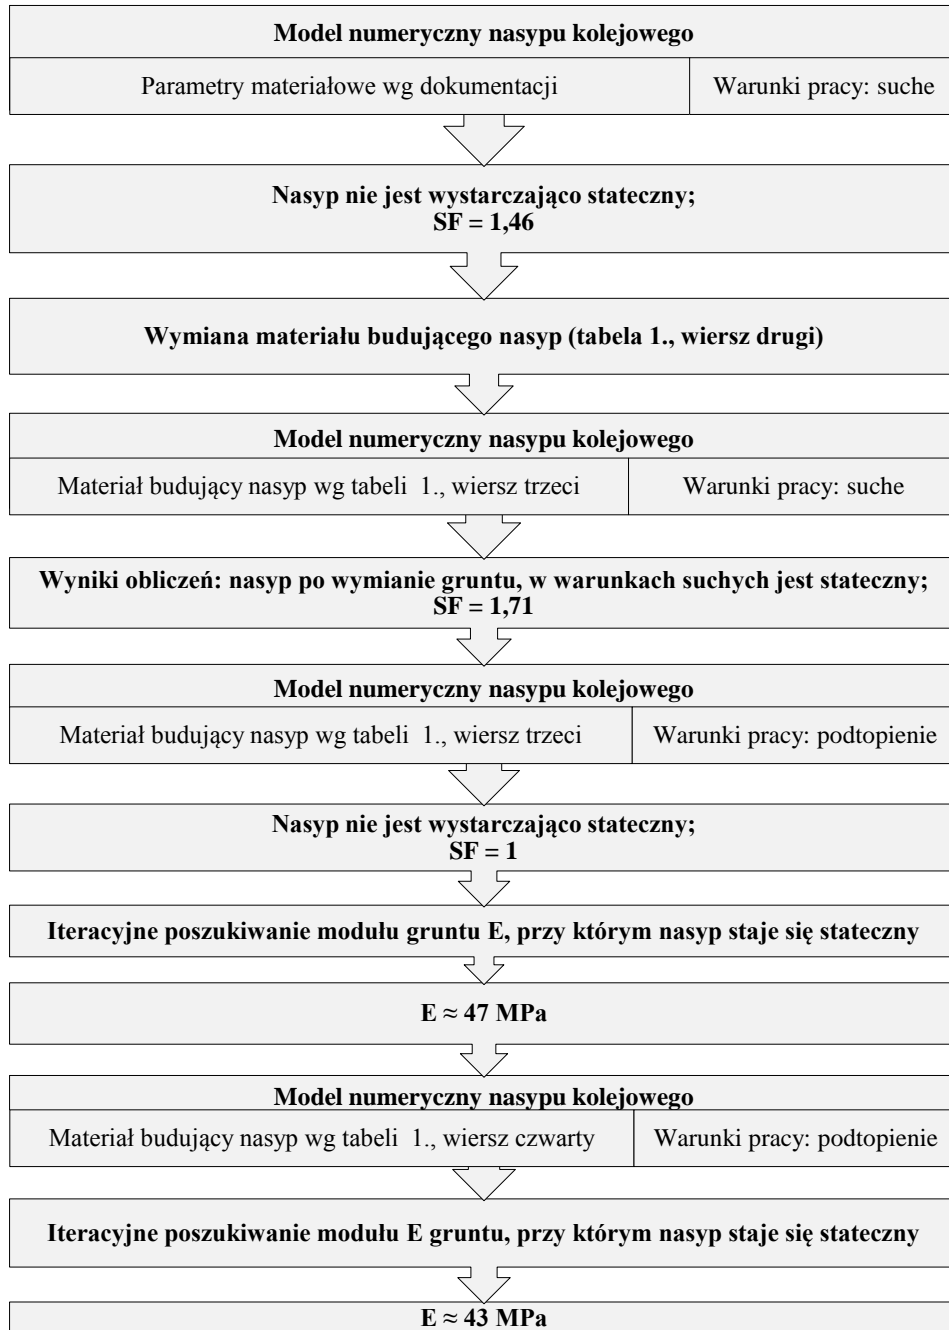 Model numeryczny nasypu kolejowego
Parametry materiałowe wg dokumentacji
Warunki pracy: suche
Nasyp nie jest wystarczająco stateczny;
SF = 1,46
Wymiana materiału budującego nasyp (tabela 1., wiersz drugi)
Model numeryczny nasypu kolejowego
Materiał budujący nasyp wg tabeli 1., wiersz trzeci
Warunki pracy: suche
Wyniki obliczeń: nasyp po wymianie gruntu, w warunkach suchych jest stateczny;
SF = 1,71
Model numeryczny nasypu kolejowego
Materiał budujący nasyp wg tabeli 1., wiersz trzeci
Warunki pracy: podtopienie
Nasyp nie jest wystarczająco stateczny;
SF = 1
Iteracyjne poszukiwanie modułu gruntu E, przy którym nasyp staje się stateczny
E ≈ 47 MPa
Model numeryczny nasypu kolejowego
Materiał budujący nasyp wg tabeli 1., wiersz czwarty
Warunki pracy: podtopienie
Iteracyjne poszukiwanie modułu E gruntu, przy którym nasyp staje się stateczny
E ≈ 43 MPa